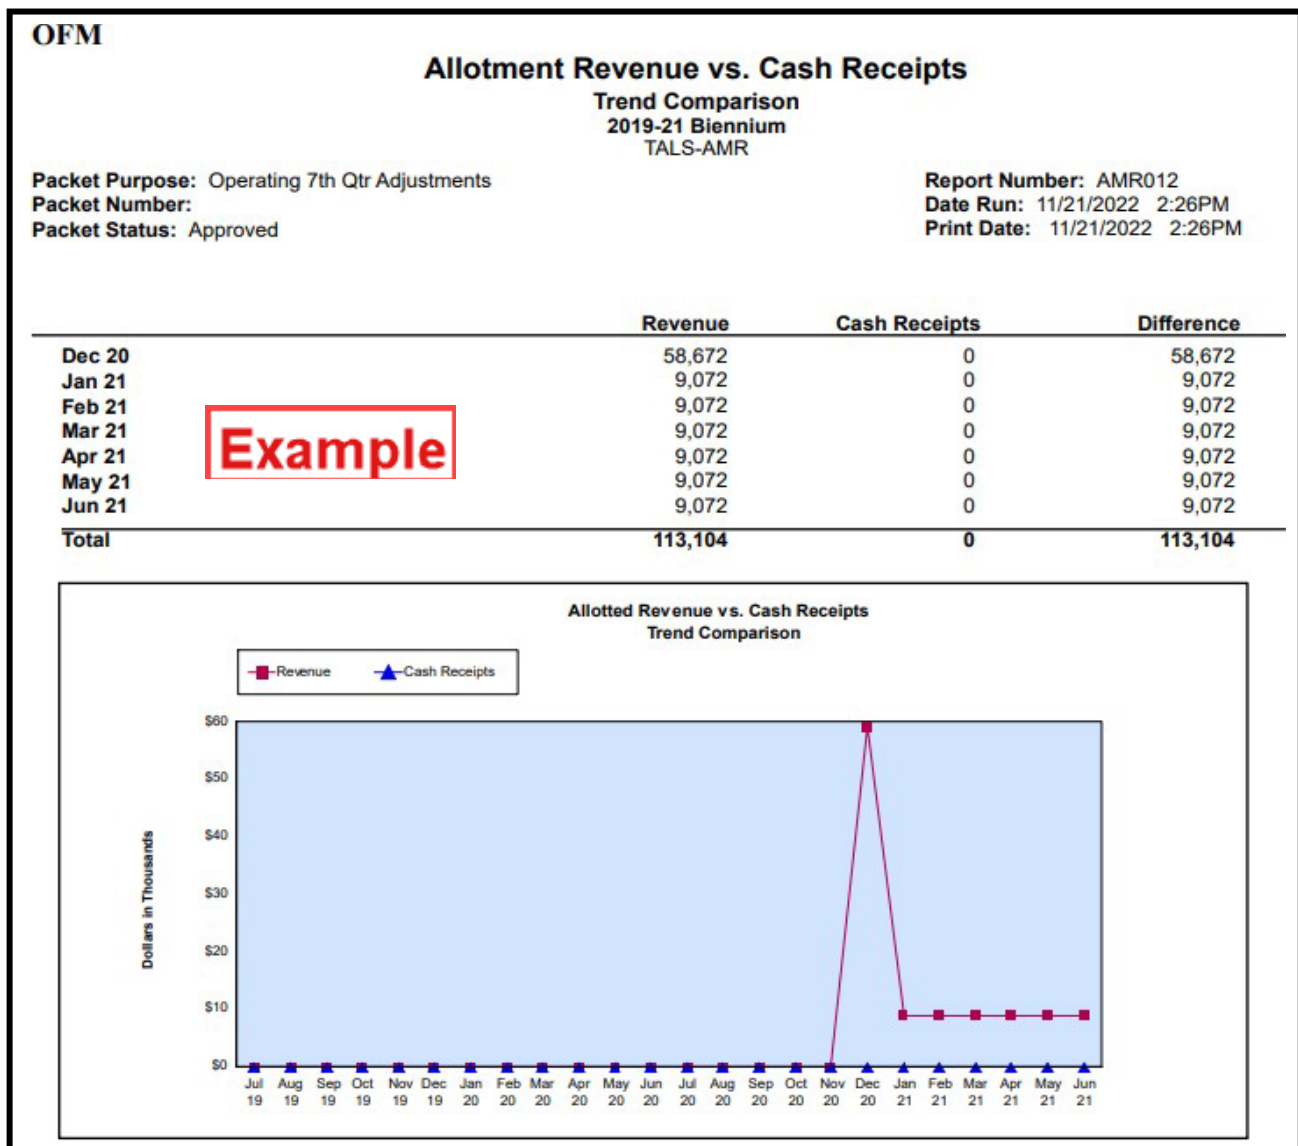 OFM
Allotment Revenue vs. Cash Receipts
Trend Comparison
2019-21 Biennium
TALS-AMR
Packet Purpose: Operating 7th Qtr Adjustments
Packet Number:
Packet Status: Approved
Report Number: AMR012
Date Run: 11/21/2022 2:26PM
Print Date: 11/21/2022 2:26PM
Revenue Cash Receipts Difference
Dec 20 58,672 0 58,672
Jan 21 9,072 0 9,072
Feb 21 9,072 0 9,072
Mar 21 9,072 0 9,072
Apr 21 9,072 0 9,072
May 21 9,072 0 9,072
Jun 21 9,072 0 9,072
Example
Total 113,104 0 113,104
Allotted Revenue vs. Cash Receipts
Trend Comparison
Revenue Cash Receipts
$60
$50
$40
$30
$20
$10
$0
Dollars in Thousands
Jul Aug Sep Oct Nov Dec Jan Feb Mar Apr May Jun Jul Aug Sep Oct Nov Dec Jan Feb Mar Apr May Jun
19 19 19 19 19 19 20 20 20 20 20 20 20 20 20 20 20 20 21 21 21 21 21 21